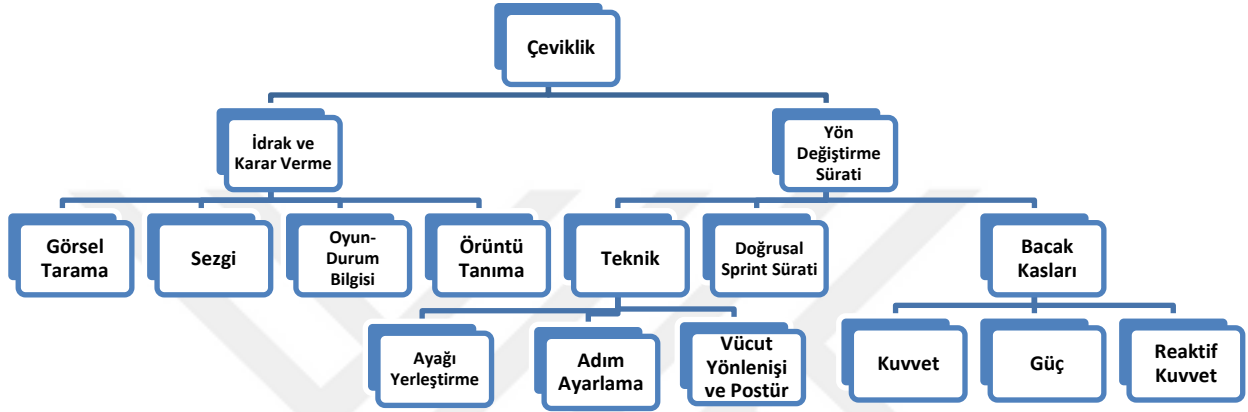 Çeviklik
İdrak ve
Karar Verme
Yön
Değiştirme
Sürati
Görsel
Tarama
Sezgi
Oyun-
Durum
Bilgisi
Örüntü
Tanıma
Teknik
Doğrusal
Sprint Sürati
Bacak
Kasları
Ayağı
Yerleştirme
Adım
Ayarlama
Vücut
Yönlenişi
ve Postür
Kuvvet
Güç
Reaktif
Kuvvet